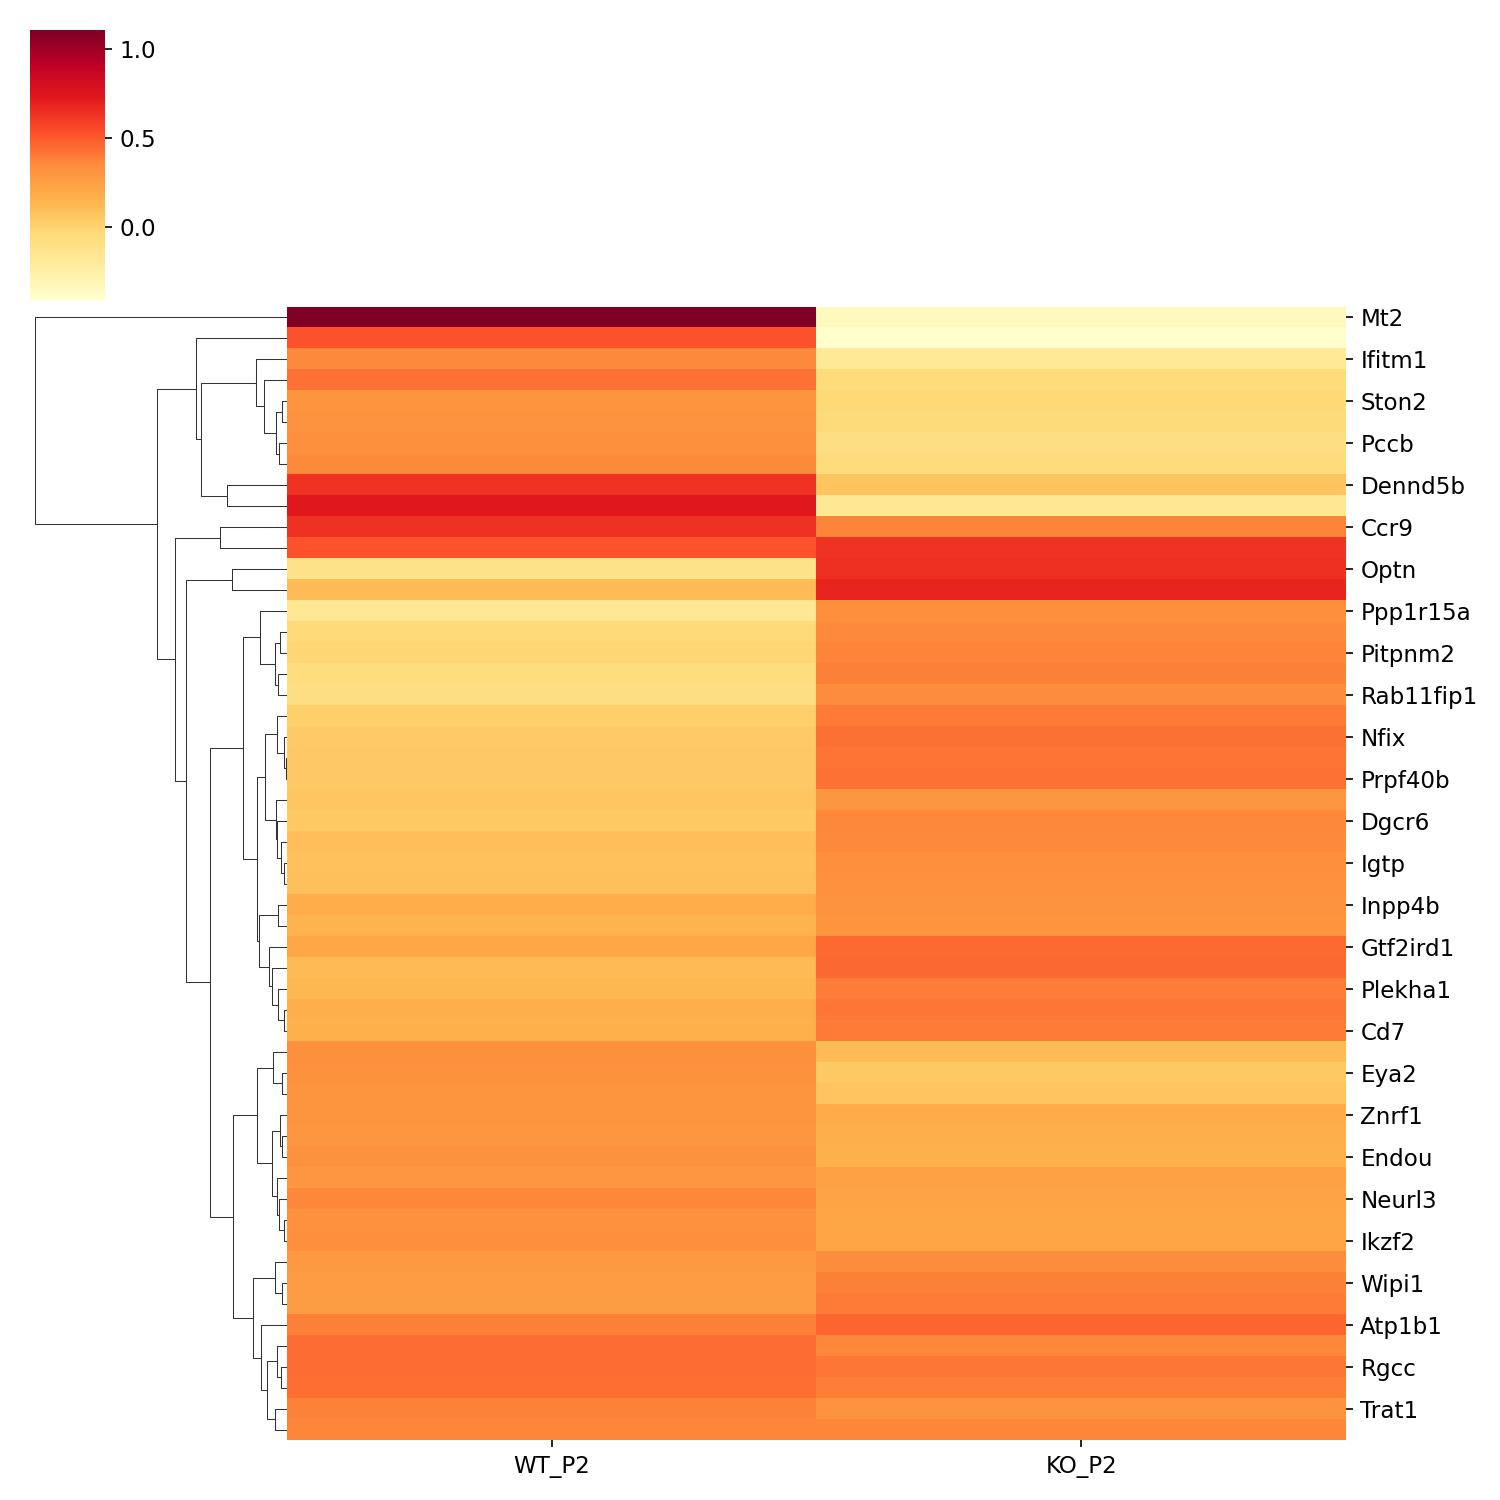 1.0
0.5
0.0
Mt2
Ifitm1
Ston2
Pccb
Dennd5b
Ccr9
Optn
Ppp1r15a
Pitpnm2
Rab11fip1
Nfix
Prpf40b
Dgcr6
Igtp
Inpp4b
Gtf2ird1
Plekha1
Cd7
Eya2
Znrf1
Endou
Neurl3
Ikzf2
Wipi1
Atp1b1
Rgcc
Trat1
WT_P2 KO_P2